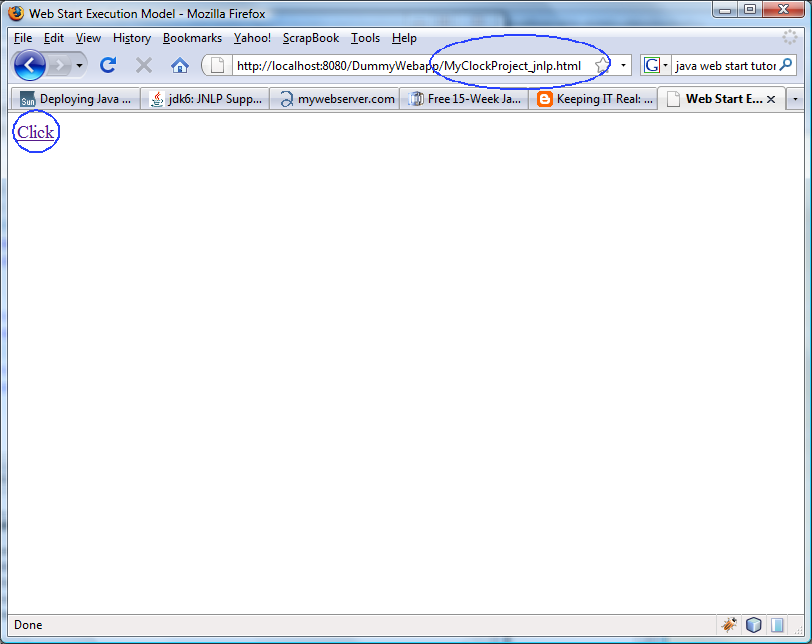 Web Start Execution Model - Mozilla Firefox
File Edit View History Bookmarks Yahoo! ScrapBook Tools Help
http://localhost:8080/DummyWebapp/MyClockProject_jnlp.html G java web start tutor
Sun Deploying Java ... jdk6: JNLP Supp... mywebserver.com Free 15-Week Ja... Keeping IT Real: ... Web Start E...
Click
Done